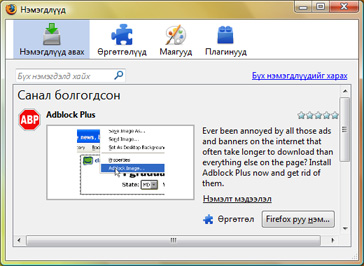 Нэмэгдлүүд
Нэмэгдлүүд авах
Өргөтгөлүүд
Маягууд
Плагинууд
Бүх нэмэгдэлд хайх
Бүх нэмэгдлүүдийг харах
Санал болгогдсон
ABP
Adblock Plus
Send Image As...
Set As Desktop Background...
Properties
Adblock Image...
State:
Ever been annoyed by all those ads
and banners on the internet that
often take longer to download than
everything else on the page? Install
Adblock Plus now and get rid of
them.
Нэмэлт мэдээлэл
Өргөтгөл
Firefox руу нэм...